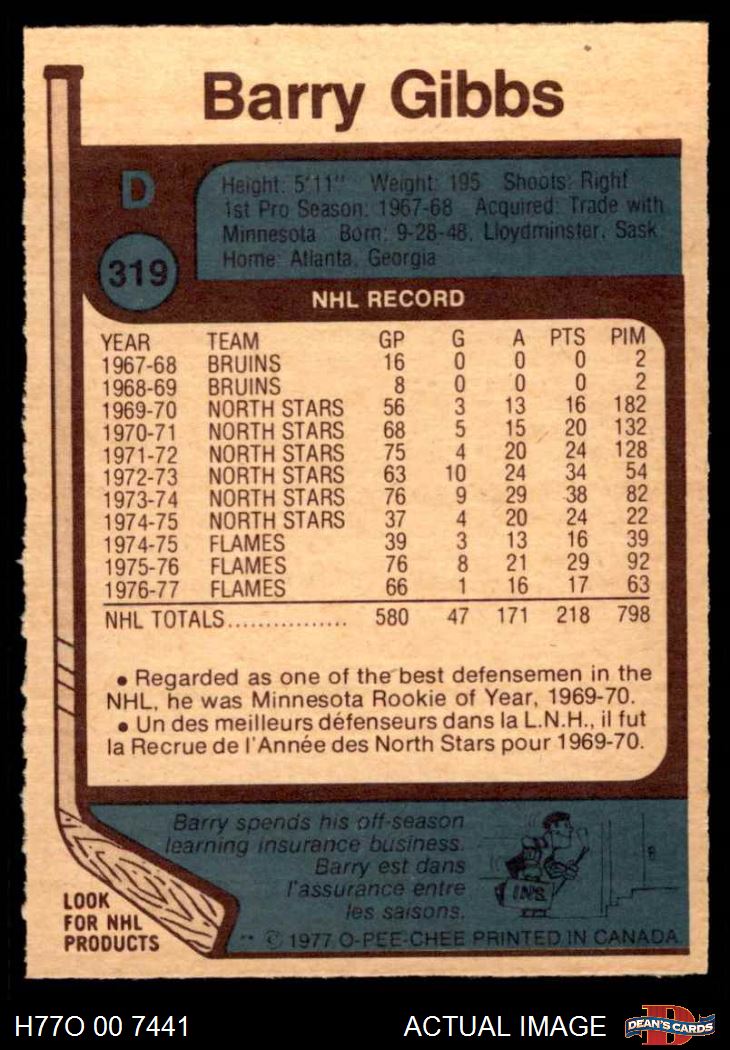 Barry Gibbs
D
Height: 5'11" Weight: 195 Shoots: Right
1st Pro Season: 1967-68 Acquired: Trade with
Minnesota Born: 9-28-48, Lloydminster, Sask
Home: Atlanta, Georgia
319
NHL RECORD
YEAR TEAM GP G A PTS PIM
1967-68 BRUINS 16 0 0 0 2
1968-69 BRUINS 8 0 0 0 2
1969-70 NORTH STARS 56 3 13 16 182
1970-71 NORTH STARS 68 5 15 20 132
1971-72 NORTH STARS 75 4 20 24 128
1972-73 NORTH STARS 63 10 24 34 54
1973-74 NORTH STARS 76 9 29 38 82
1974-75 NORTH STARS 37 4 20 24 22
1974-75 FLAMES 39 3 13 16 39
1975-76 FLAMES 76 8 21 29 92
1976-77 FLAMES 66 1 16 17 63
NHL TOTALS................ 580 47 171 218 798
• Regarded as one of the best defensemen in the
NHL, he was Minnesota Rookie of Year, 1969-70.
• Un des meilleurs défenseurs dans la L.N.H., il fut
la Recrue de l'Année des North Stars pour 1969-70.
Barry spends his off-season
learning insurance business.
Barry est dans
l'assurance entre
les saisons.
INS.
LOOK
FOR NHL
PRODUCTS
** © 1977 O-PEE-CHEE PRINTED IN CANADA
H77O 00 7441 ACTUAL IMAGE
D
DEAN'S CARDS